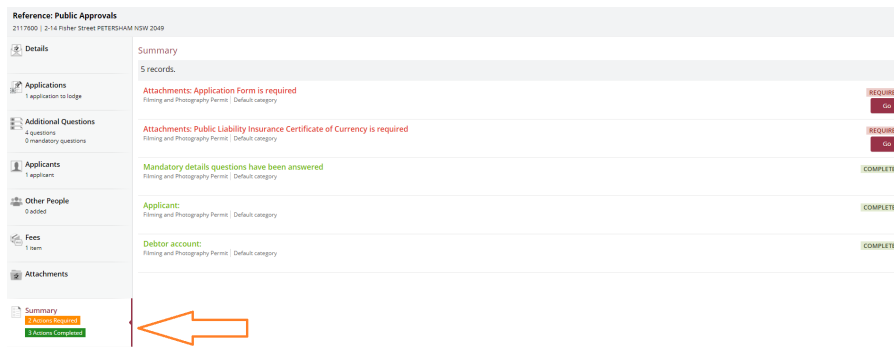 Reference: Public Approvals
2117600 | 2-14 Fisher Street PETERSHAM NSW 2049
Details
Applications
1 application to lodge
Additional Questions
4 questions
0 mandatory questions
Applicants
1 applicant
Other People
0 added
Fees
1 item
Attachments
Summary
2 Actions Required
3 Actions Completed
Summary
5 records.
Attachments: Application Form is required
Filming and Photography Permit | Default category
REQUIRE
Go
Attachments: Public Liability Insurance Certificate of Currency is required
Filming and Photography Permit | Default category
REQUIRE
Go
Mandatory details questions have been answered
Filming and Photography Permit | Default category
COMPLETE
Applicant:
Filming and Photography Permit | Default category
COMPLETE
Debtor account:
Filming and Photography Permit | Default category
COMPLETE